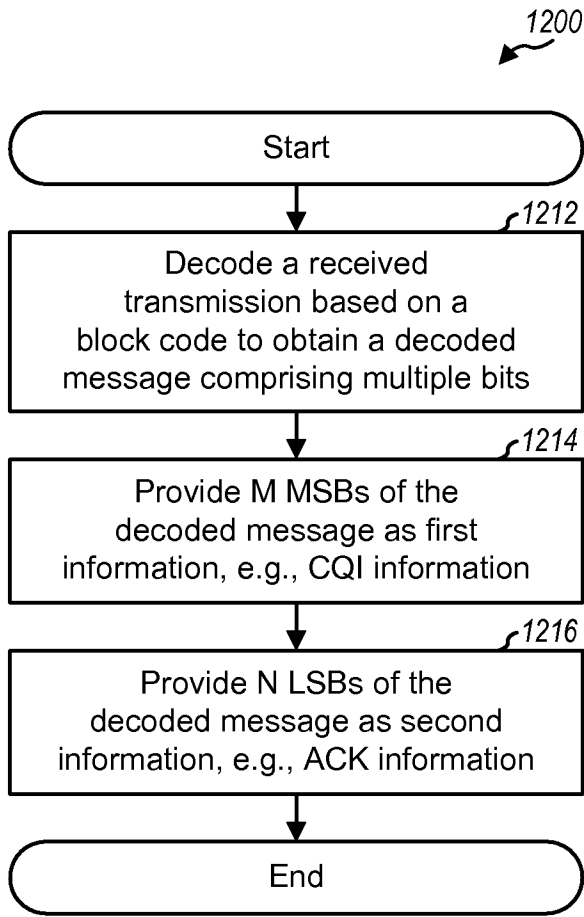 1200
Start
1212
Decode a received
transmission based on a
block code to obtain a decoded
message comprising multiple bits
1214
Provide M MSBs of the
decoded message as first
information, e.g., CQI information
1216
Provide N LSBs of the
decoded message as second
information, e.g., ACK information
End